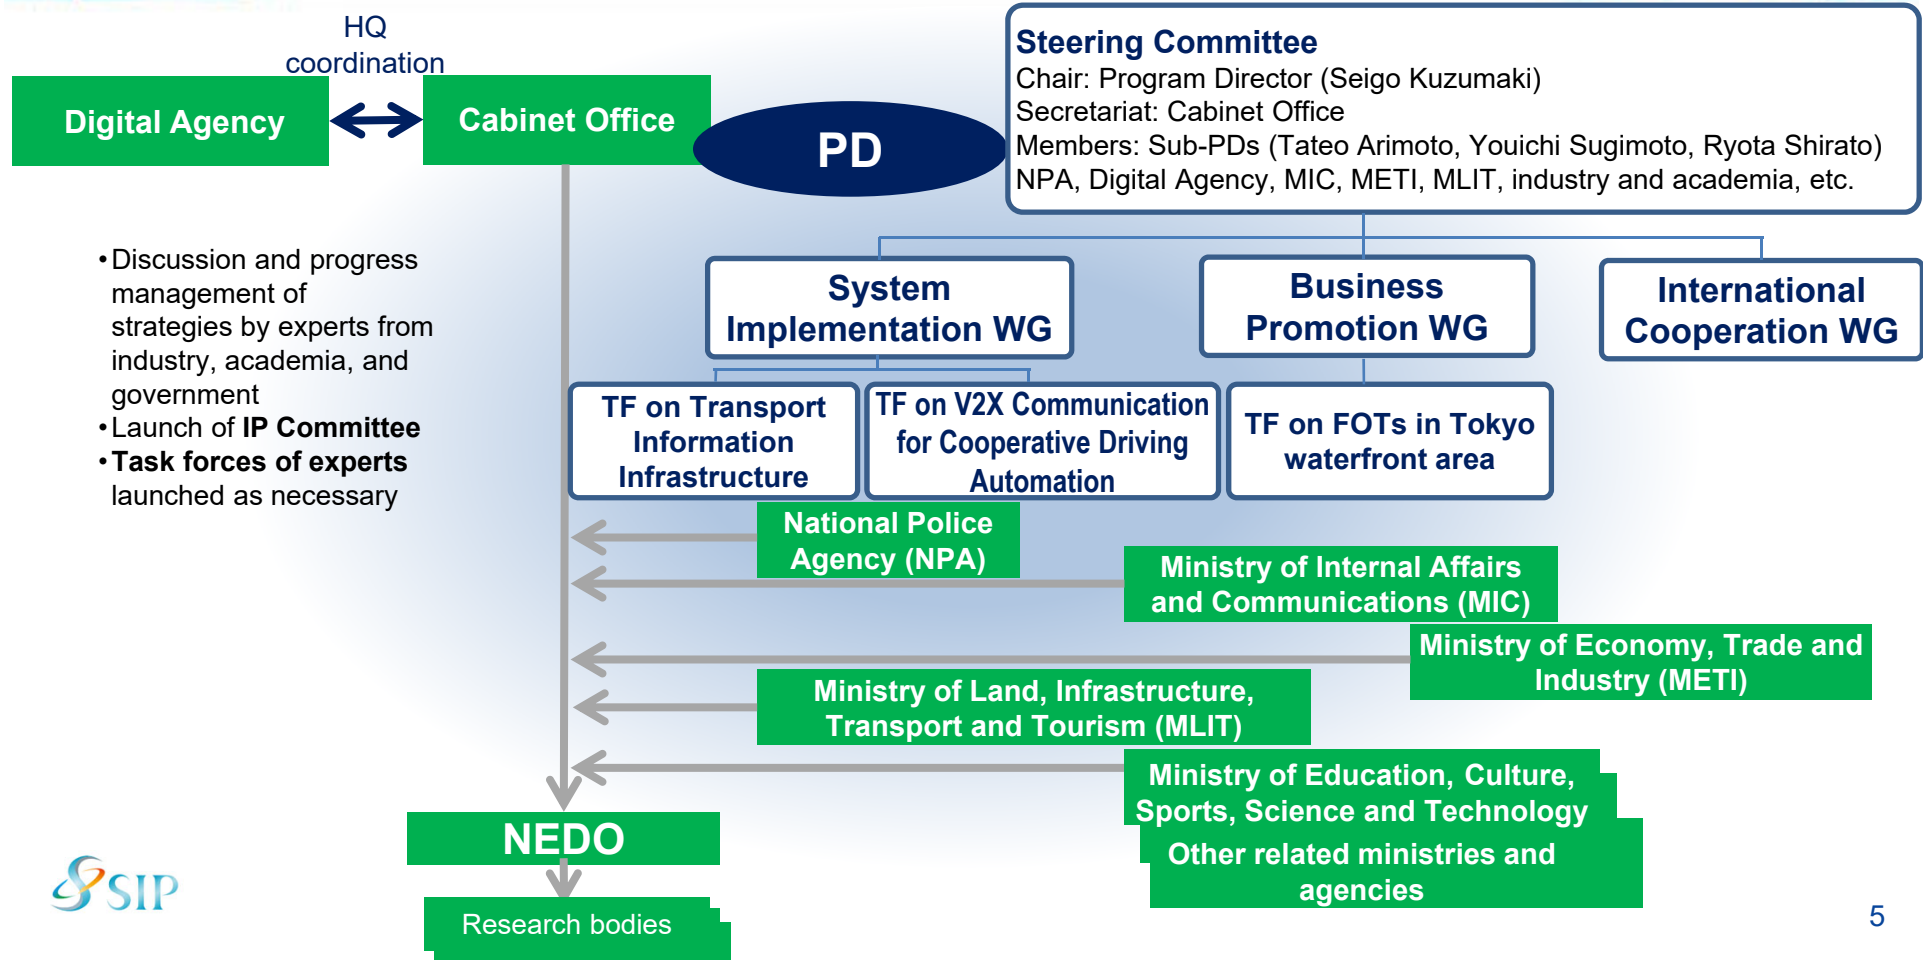 HQ
coordination
Digital Agency
Cabinet Office
PD
Steering Committee
Chair: Program Director (Seigo Kuzumaki)
Secretariat: Cabinet Office
Members: Sub-PDs (Tateo Arimoto, Youichi Sugimoto, Ryota Shirato)
NPA, Digital Agency, MIC, METI, MLIT, industry and academia, etc.
•Discussion and progress
management of
strategies by experts from
industry, academia, and
government
•Launch of IP Committee
•Task forces of experts
launched as necessary
System
Implementation WG
Business
Promotion WG
International
Cooperation WG
TF on Transport
Information
Infrastructure
TF on V2X Communication
for Cooperative Driving
Automation
TF on FOTs in Tokyo
waterfront area
National Police
Agency (NPA)
Ministry of Internal Affairs
and Communications (MIC)
Ministry of Economy, Trade and
Industry (METI)
Ministry of Land, Infrastructure,
Transport and Tourism (MLIT)
Ministry of Education, Culture,
Sports, Science and Technology
Other related ministries and
agencies
NEDO
Research bodies
SIP
5